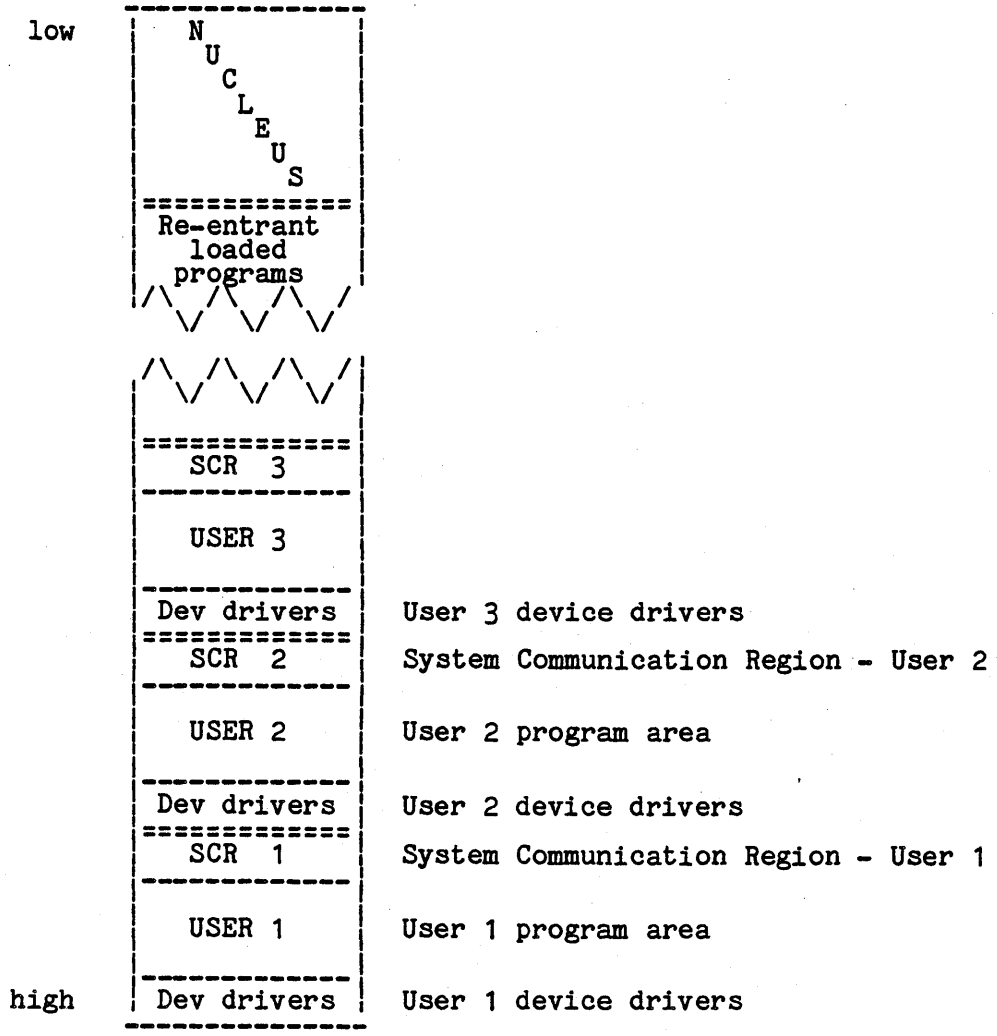 low
NUCLEUS
Re-entrant
loaded
programs
SCR 3
USER 3
Dev drivers User 3 device drivers
SCR 2 System Communication Region - User 2
USER 2 User 2 program area
Dev drivers User 2 device drivers
SCR 1 System Communication Region - User 1
USER 1 User 1 program area
high Dev drivers User 1 device drivers